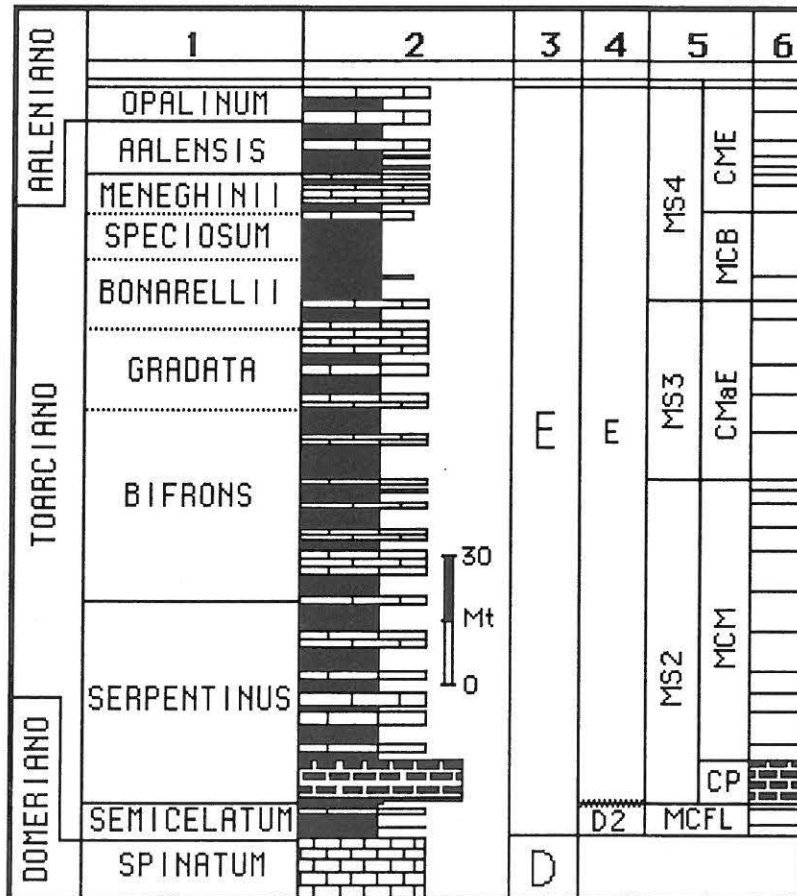 1 2 3 4 5 6
AALENIANO
TOARCIANO
DOMERIANO
OPALINUM
AALENSIS
MENEGHINII
SPECIOSUM
BONARELLII
GRADATA
BIFRONS
SERPENTINUS
SEMICELATUM
SPINATUM
30
Mt
0
E
D
E
D2
MS4
MS3
MS2
MCFL
CME
MCB
CMaE
MCM
CP